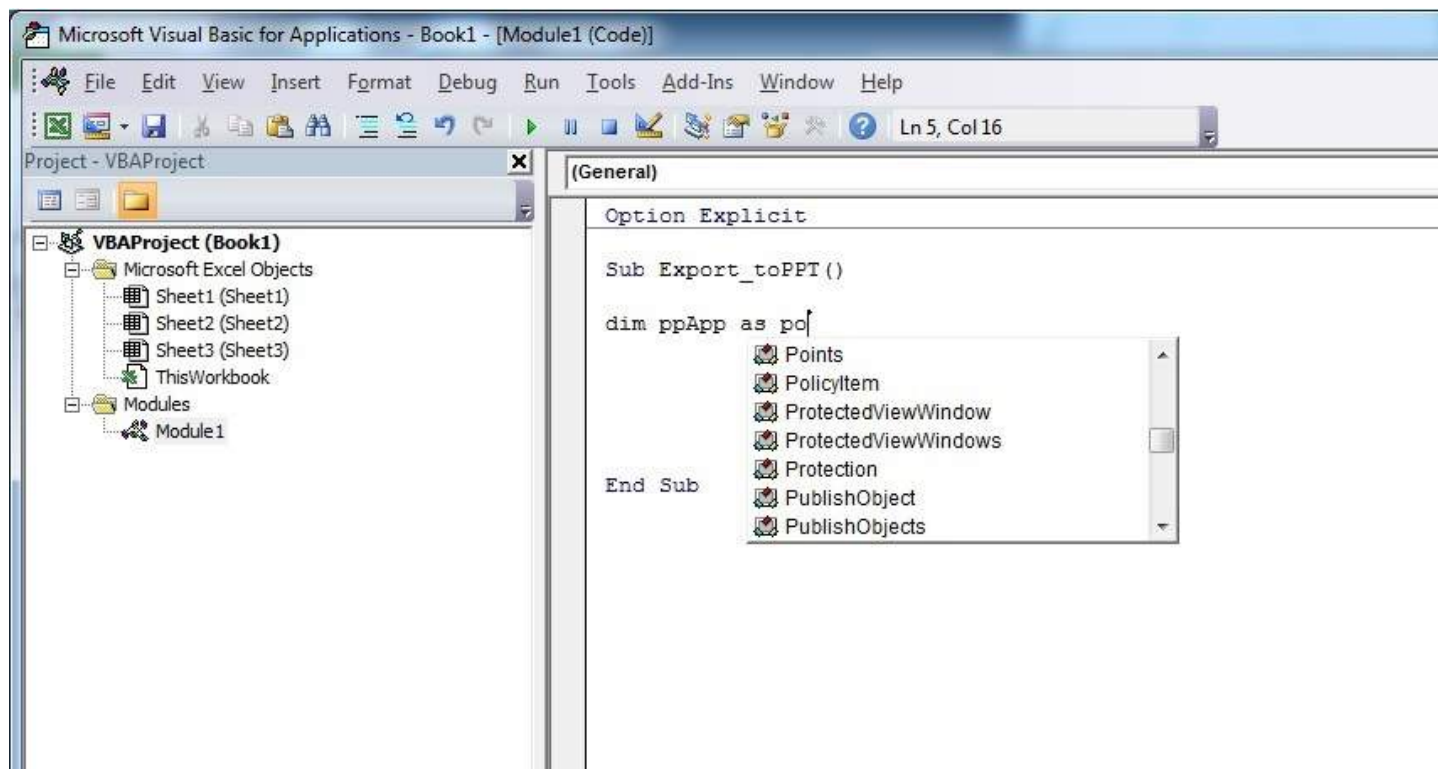 Microsoft Visual Basic for Applications - Book1 - [Module1 (Code)]
File Edit View Insert Format Debug Run Tools Add-Ins Window Help
Ln 5, Col 16
Project - VBAProject
VBAProject (Book1)
Microsoft Excel Objects
Sheet1 (Sheet1)
Sheet2 (Sheet2)
Sheet3 (Sheet3)
ThisWorkbook
Modules
Module1
(General)
Option Explicit
Sub Export_toPPT()
dim ppApp as po
Points
PolicyItem
ProtectedViewWindow
ProtectedViewWindows
Protection
PublishObject
PublishObjects
End Sub